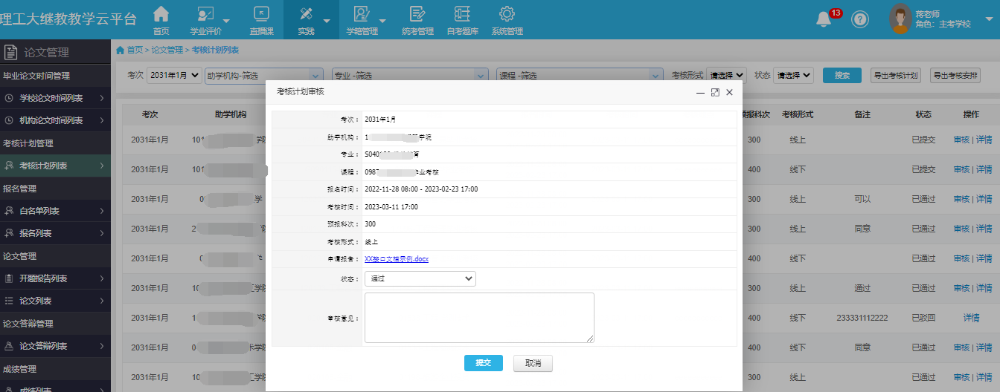 理工大继教教学云平台
首页
学业评价
直播课
实践
学籍管理
统考管理
自考题库
系统管理
13
蒋老师
角色：主考学校
论文管理
毕业论文时间管理
学校论文时间列表
机构论文时间列表
考核计划管理
考核计划列表
报名管理
白名单列表
报名列表
论文管理
开题报告列表
论文列表
论文答辩管理
论文答辩列表
成绩管理
成绩列表
首页 > 论文管理 > 考核计划列表
考次 2031年1月 助学机构-筛选 专业 -筛选 课程 -筛选 考核形式 请选择 状态 请选择 搜索 导出考核计划 导出考核安排
考次 助学机构 预报科次 考核形式 备注 状态 操作
2031年1月 101 学院 300 线上 已提交 审核 | 详情
2031年1月 101 400 线下 已提交 审核 | 详情
2031年1月 0 学 300 线上 可以 已通过 审核 | 详情
2031年1月 2 300 线上 同意 已通过 审核 | 详情
2031年1月 0 400 线下 已通过 审核 | 详情
2031年1月 10 工学院 300 线上 通过 已通过 审核 | 详情
2031年1月 1 学院 400 线下 233331112222 已驳回 详情
2031年1月 0 术学院 400 线下 同意 已通过 审核 | 详情
2031年1月 10 工学院 300 线上 已通过 审核 | 详情
考核计划审核
考次： 2031年1月
助学机构： 1 学院
专业： 5040 育
课程： 098 业考核
报名时间： 2022-11-28 08:00 - 2023-02-23 17:00
考核时间： 2023-03-11 17:00
预报科次： 300
考核形式： 线上
申请报告： XX接口文档示例.docx
状态： 通过
审核意见：
提交 取消